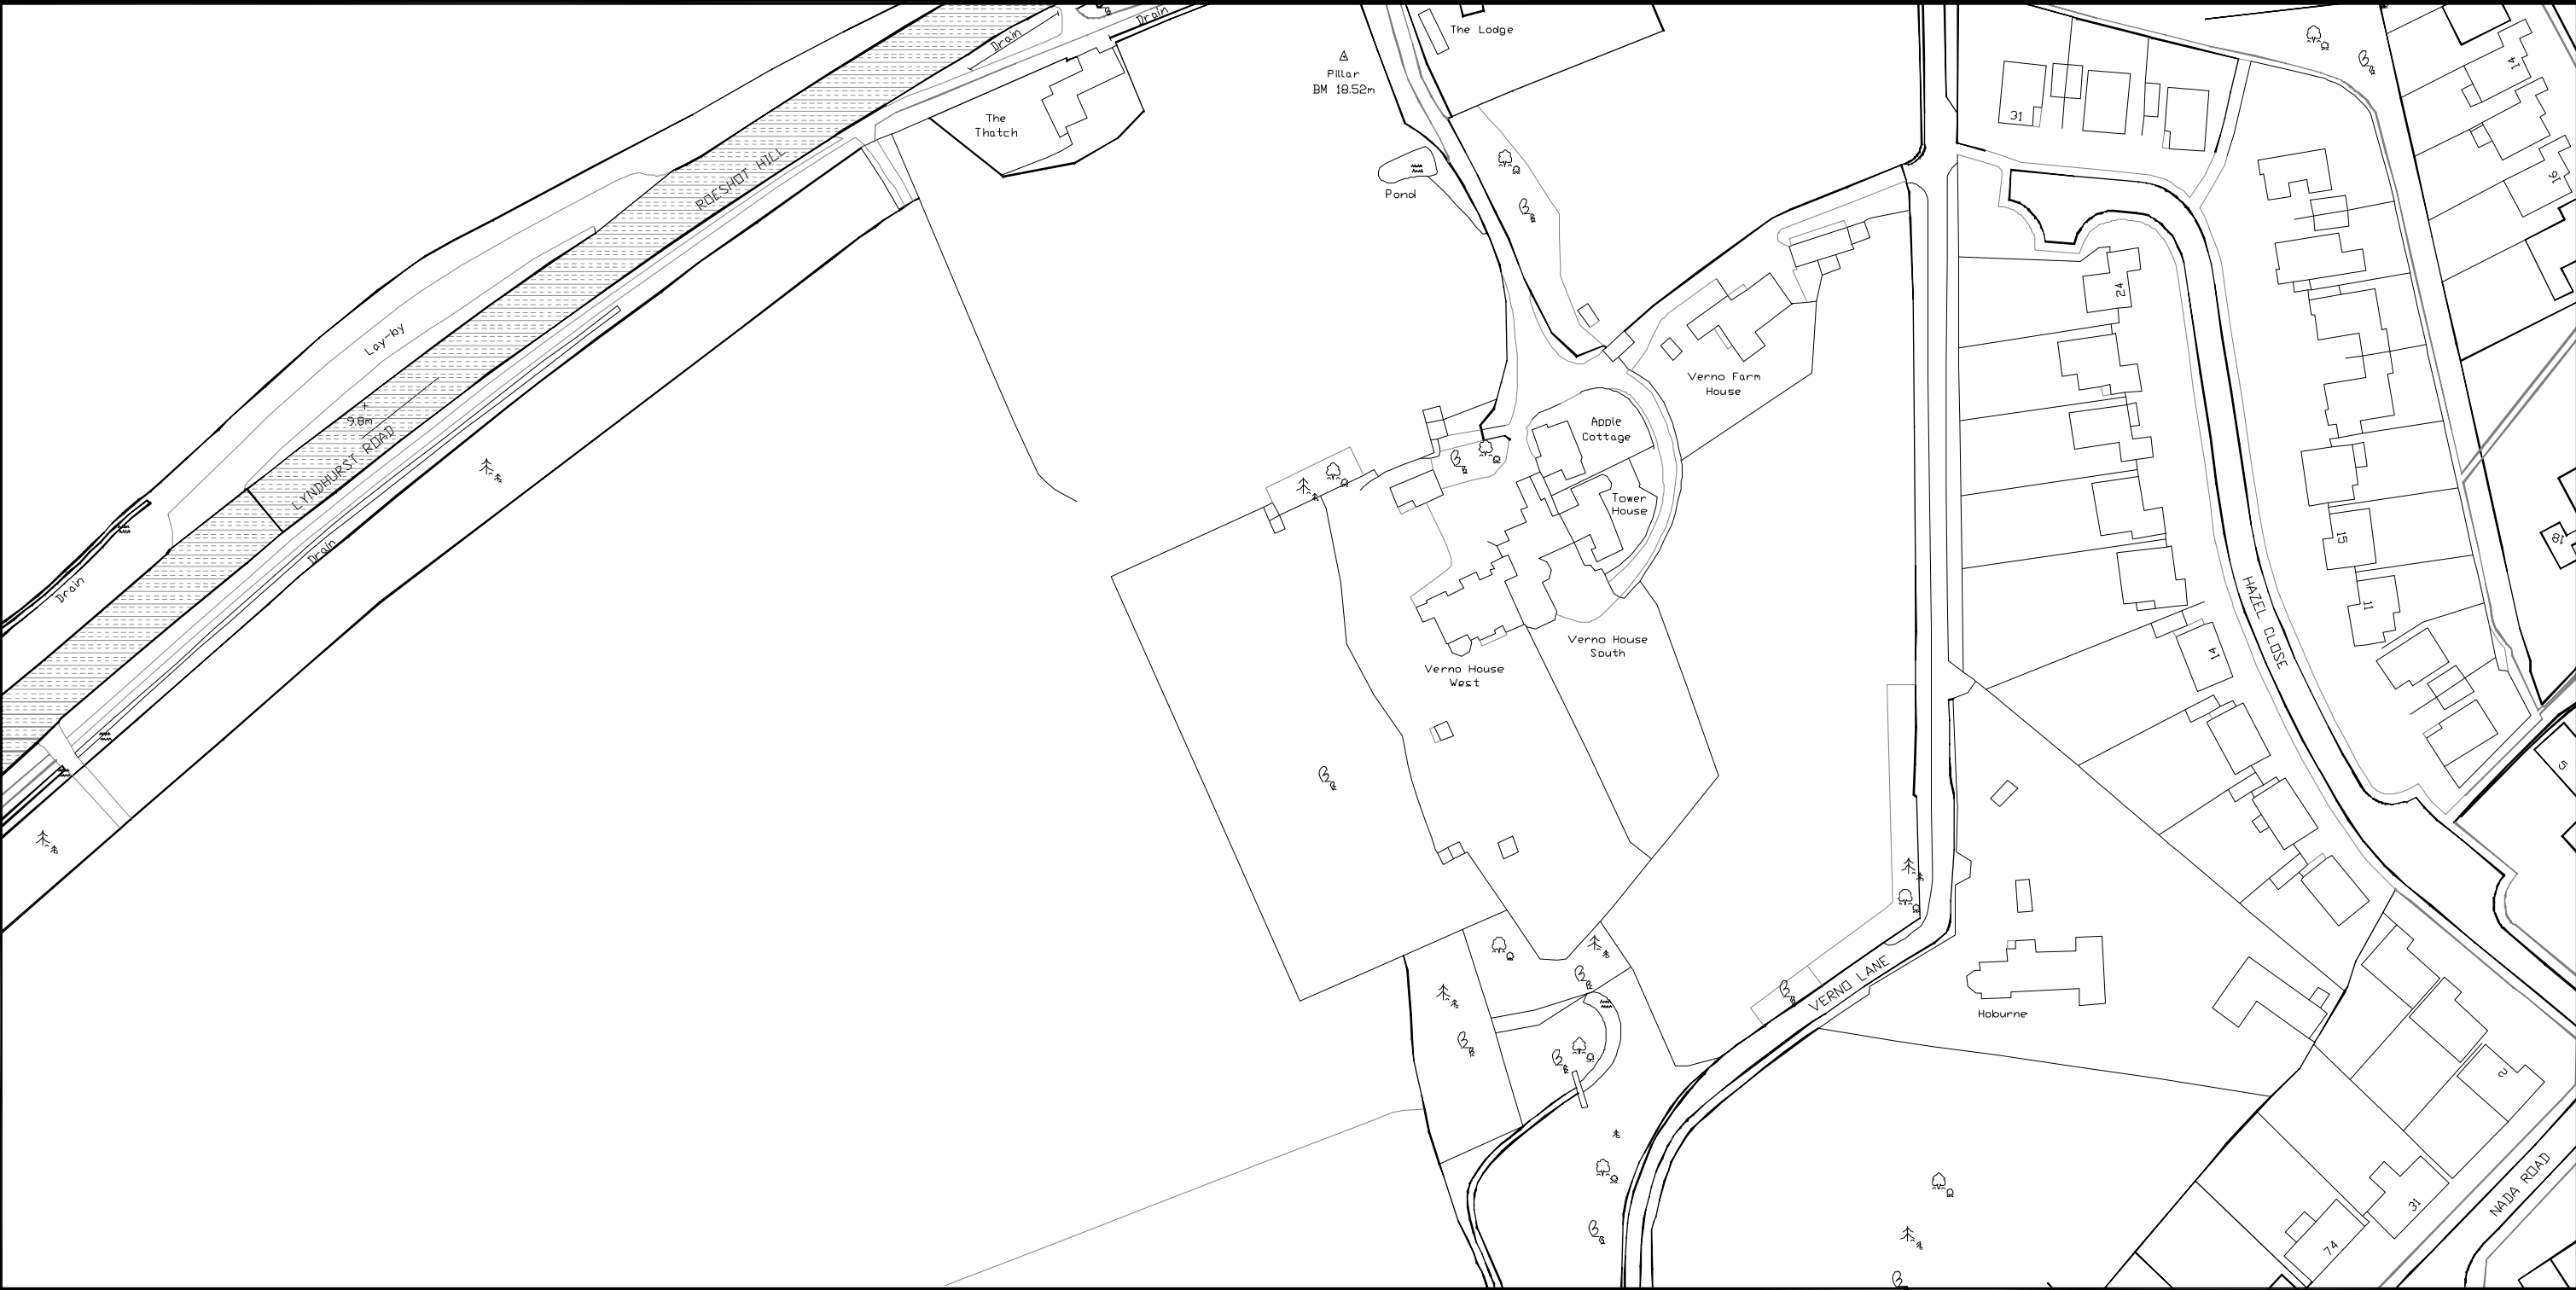 Drain
Drain
The Lodge
Pillar
BM 18.52m
14
31
The
Thatch
16
ROESHOT HILL
Pond
24
Lay-by
Verno Farm
House
9.8m
Apple
Cottage
LYNDHURST ROAD
Tower
House
15
18
Drain
Drain
11
HAZEL CLOSE
Verno House
South
14
Verno House
West
5
VERNO LANE
Hoburne
2
NADA ROAD
31
74